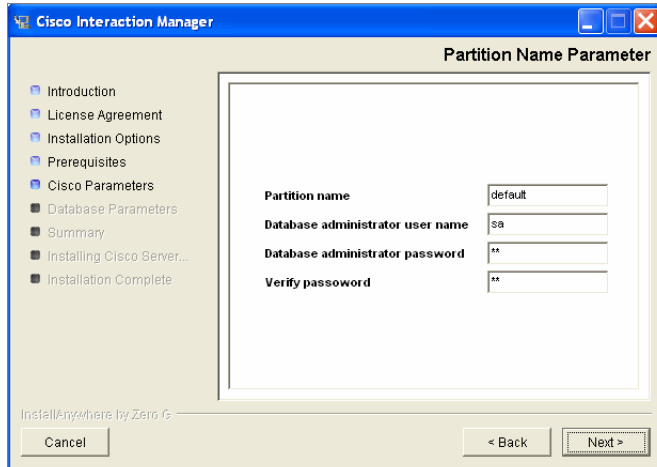 Cisco Interaction Manager
Partition Name Parameter
Introduction
License Agreement
Installation Options
Prerequisites
Cisco Parameters
Database Parameters
Summary
Installing Cisco Server...
Installation Complete
Partition name
default
Database administrator user name
sa
Database administrator password
**
Verify passoword
**
InstallAnywhere by Zero G
Cancel
< Back
Next >